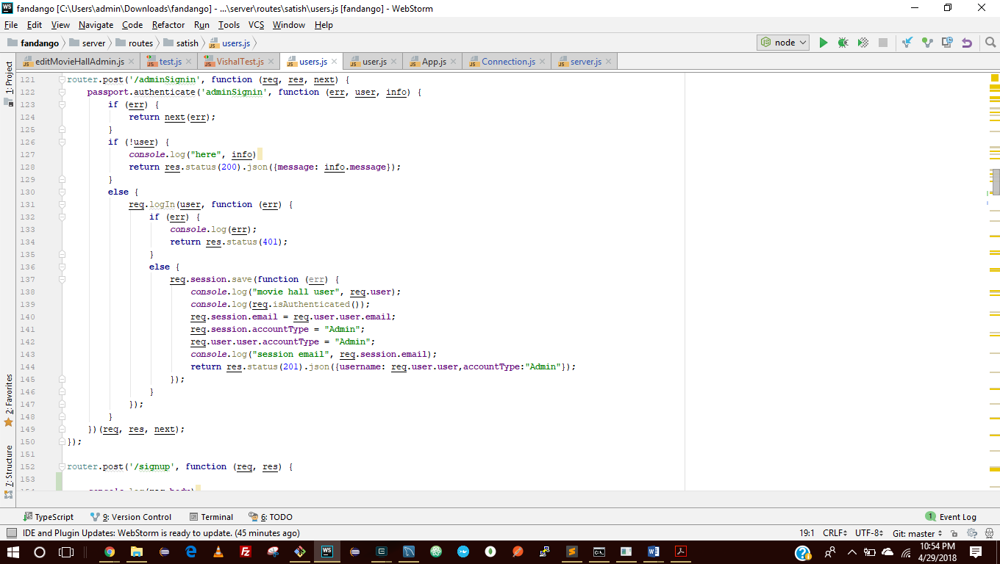 fandango [C:\Users\admin\Downloads\fandango] - ...\server\routes\satish\users.js [fandango] - WebStorm
File Edit View Navigate Code Refactor Run Tools VCS Window Help
fandango server routes satish users.js node
editMovieHallAdmin.js test.js VishalTest.js users.js user.js App.js Connection.js server.js
1: Project
121 router.post('/adminSignin', function (req, res, next) {
122 passport.authenticate('adminSignin', function (err, user, info) {
123 if (err) {
124 return next(err);
125 }
126 if (!user) {
127 console.log("here", info)
128 return res.status(200).json({message: info.message});
129 }
130 else {
131 req.logIn(user, function (err) {
132 if (err) {
133 console.log(err);
134 return res.status(401);
135 }
136 else {
137 req.session.save(function (err) {
138 console.log("movie hall user", req.user);
139 console.log(req.isAuthenticated());
140 req.session.email = req.user.user.email;
141 req.session.accountType = "Admin";
142 req.user.user.accountType = "Admin";
143 console.log("session email", req.session.email);
144 return res.status(201).json({username: req.user.user,accountType:"Admin"});
145 });
146 }
147 });
148 }
149 })(req, res, next);
150 });
151
152 router.post('/signup', function (req, res) {
153
154 console.log(req.body)
2: Favorites
7: Structure
TypeScript 9: Version Control Terminal 6: TODO 1 Event Log
IDE and Plugin Updates: WebStorm is ready to update. (45 minutes ago) 19:1 CRLF UTF-8 Git: master
10:54 PM
4/29/2018